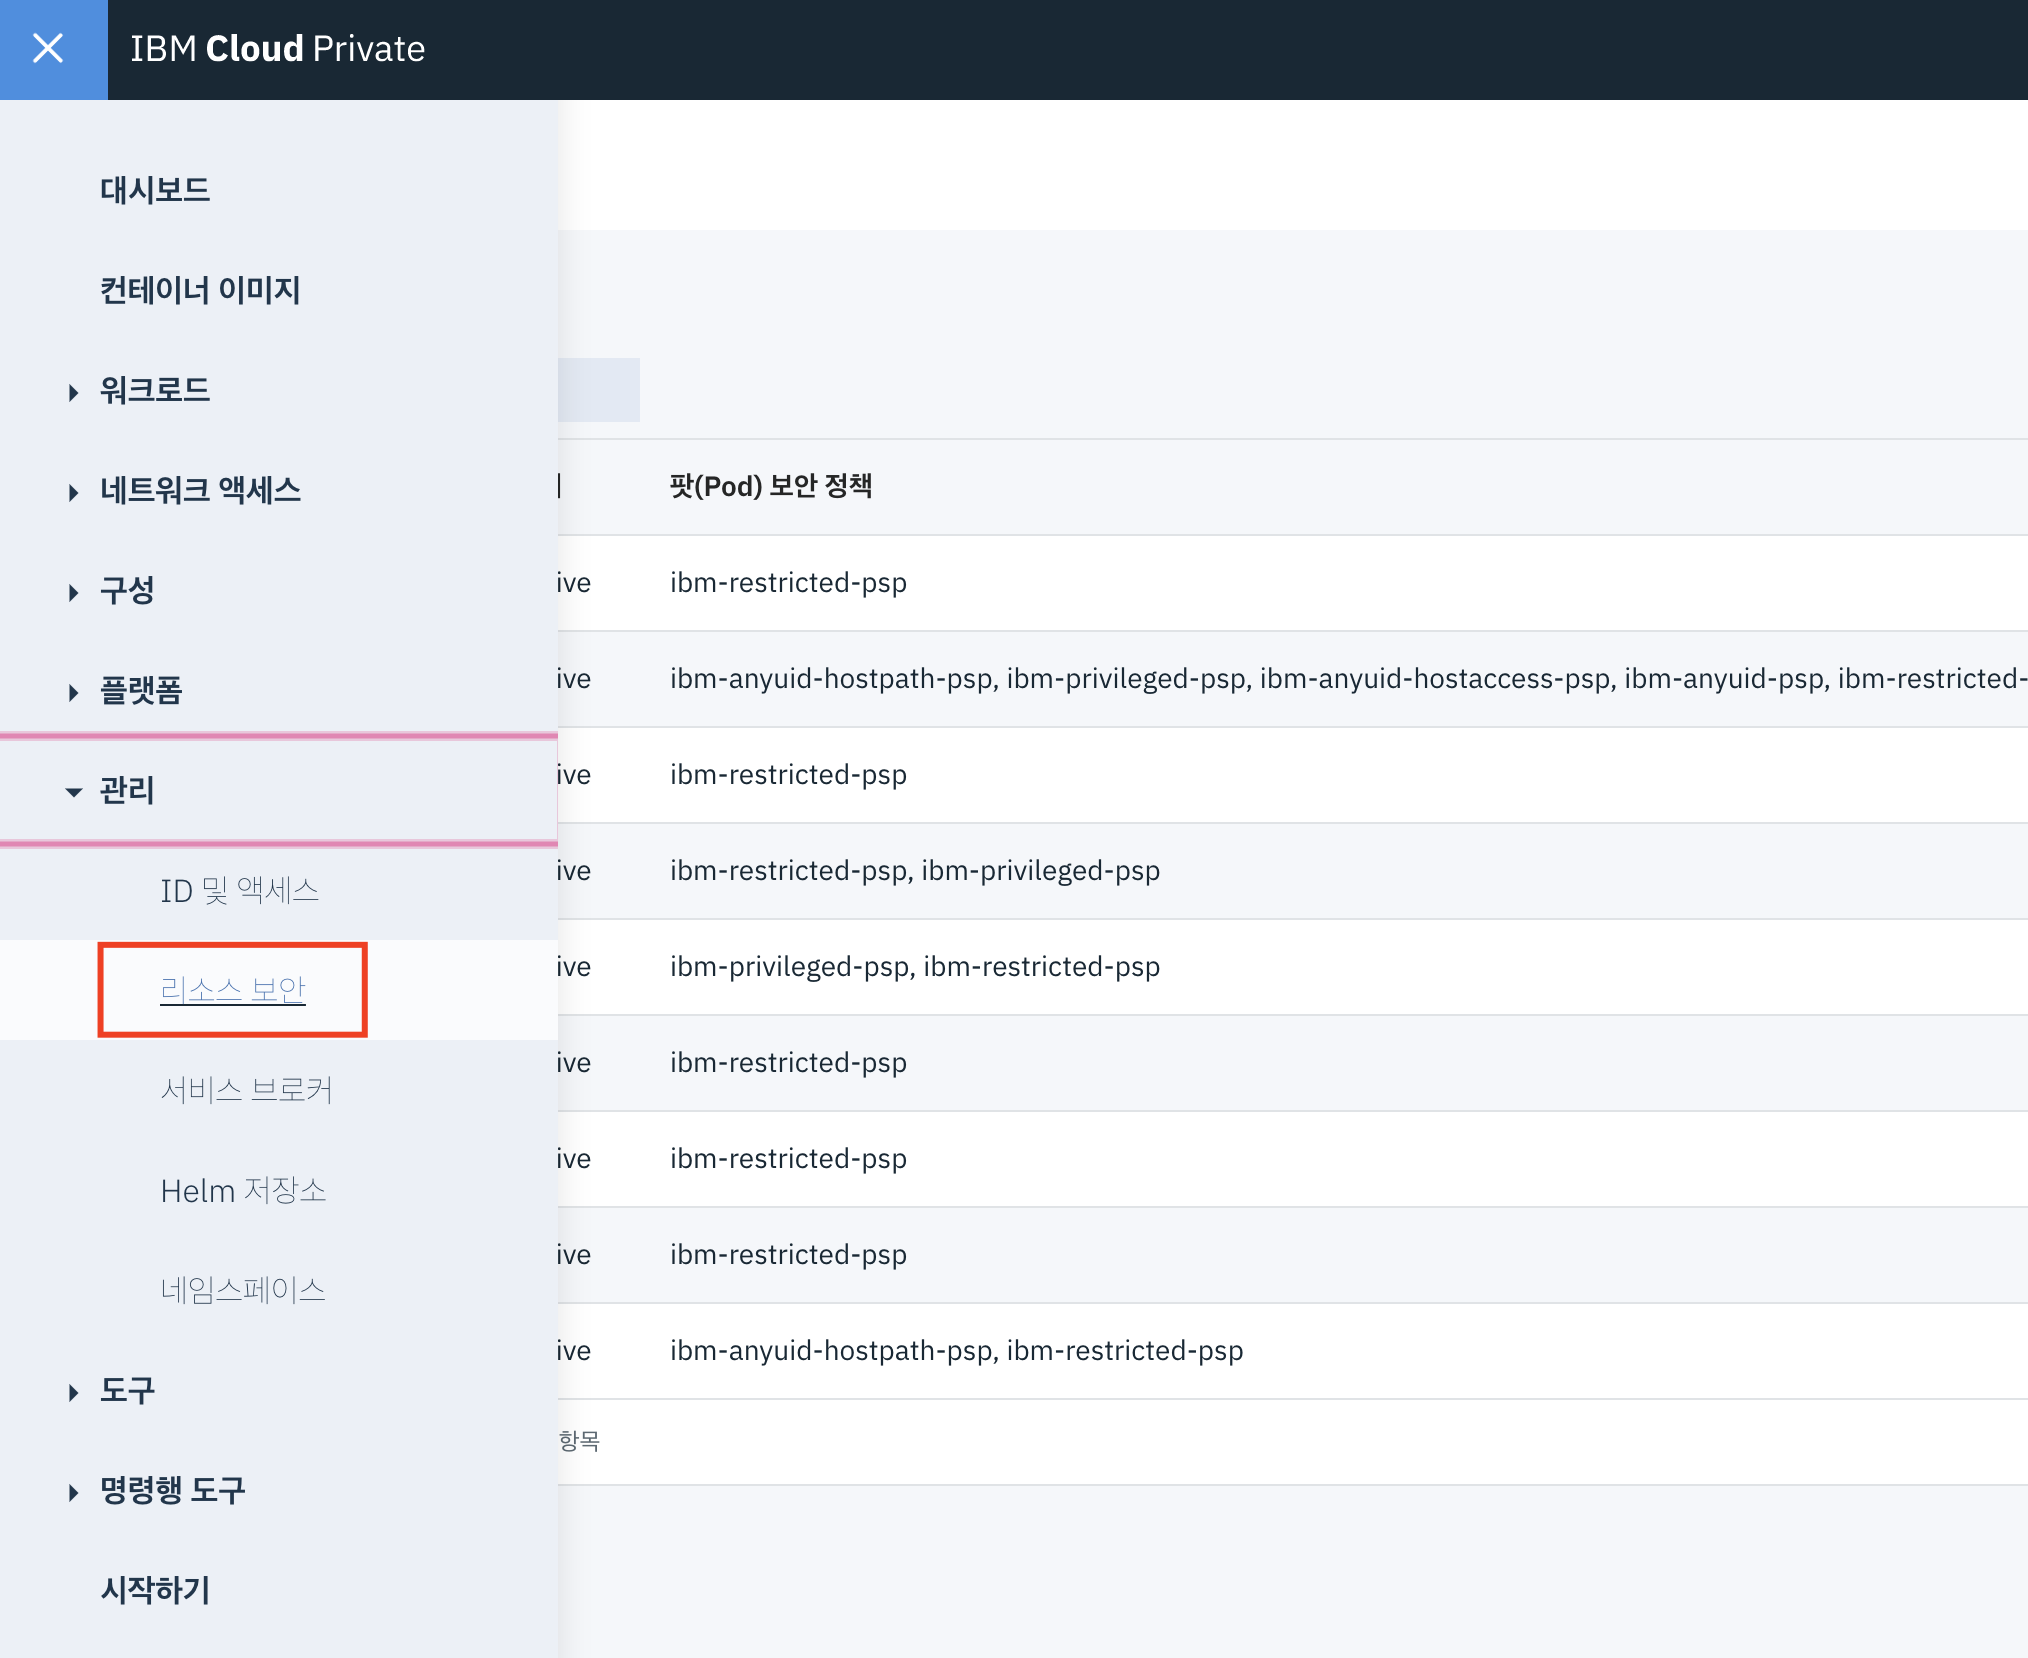 IBM Cloud Private
대시보드
컨테이너 이미지
워크로드
네트워크 액세스
구성
플랫폼
관리
ID 및 액세스
리소스 보안
서비스 브로커
Helm 저장소
네임스페이스
도구
명령행 도구
시작하기
팟(Pod) 보안 정책
ive ibm-restricted-psp
ive ibm-anyuid-hostpath-psp, ibm-privileged-psp, ibm-anyuid-hostaccess-psp, ibm-anyuid-psp, ibm-restricted-
ive ibm-restricted-psp
ive ibm-restricted-psp, ibm-privileged-psp
ive ibm-privileged-psp, ibm-restricted-psp
ive ibm-restricted-psp
ive ibm-restricted-psp
ive ibm-restricted-psp
ive ibm-anyuid-hostpath-psp, ibm-restricted-psp
항목